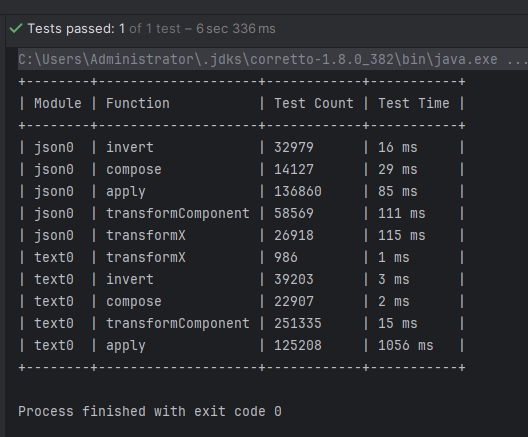 Tests passed: 1 of 1 test – 6 sec 336 ms
C:\Users\Administrator\.jdks\corretto-1.8.0_382\bin\java.exe ...
+--------+--------------------+------------+-----------+
| Module | Function           | Test Count | Test Time |
+--------+--------------------+------------+-----------+
| json0  | invert             | 32979      | 16 ms     |
| json0  | compose            | 14127      | 29 ms     |
| json0  | apply              | 136860     | 85 ms     |
| json0  | transformComponent | 58569      | 111 ms    |
| json0  | transformX         | 26918      | 115 ms    |
| text0  | transformX         | 986        | 1 ms      |
| text0  | invert             | 39203      | 3 ms      |
| text0  | compose            | 22907      | 2 ms      |
| text0  | transformComponent | 251335     | 15 ms     |
| text0  | apply              | 125208     | 1056 ms   |
+--------+--------------------+------------+-----------+
Process finished with exit code 0